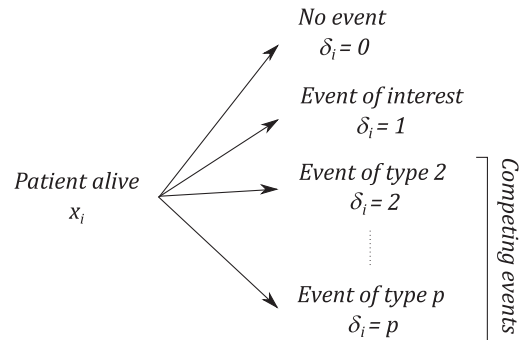 No event
δᵢ = 0
Event of interest
δᵢ = 1
Patient alive
xᵢ
Event of type 2
δᵢ = 2
Event of type p
δᵢ = p
Competing events